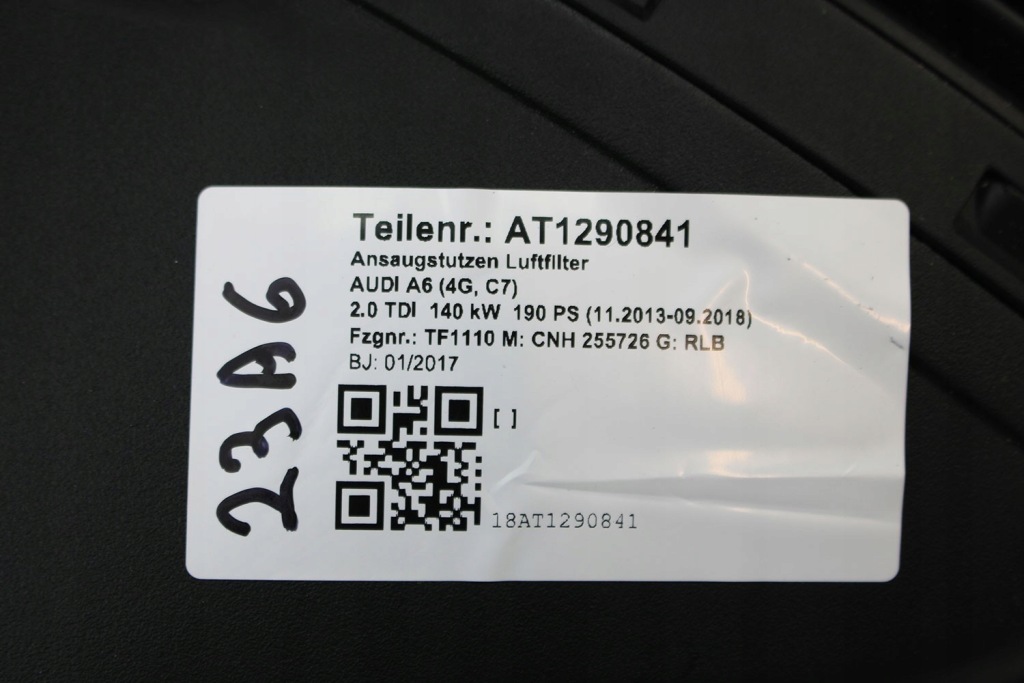 Teilenr.: AT1290841
Ansaugstutzen Luftfilter
AUDI A6 (4G, C7)
2.0 TDI 140 kW 190 PS (11.2013-09.2018)
Fzgnr.: TF1110 M: CNH 255726 G: RLB
BJ: 01/2017
[ ]
18AT1290841
23A6